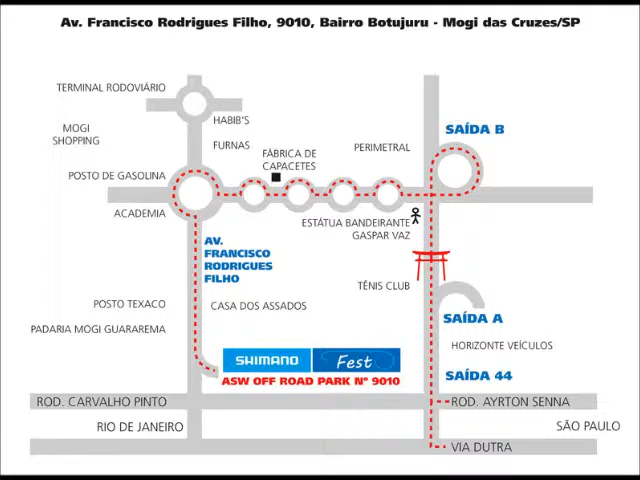 Av. Francisco Rodrigues Filho, 9010, Bairro Botujuru - Mogi das Cruzes/SP
TERMINAL RODOVIÁRIO
HABIB'S
MOGI
SHOPPING
FURNAS
SAÍDA B
FÁBRICA DE
CAPACETES
PERIMETRAL
POSTO DE GASOLINA
ACADEMIA
ESTÁTUA BANDEIRANTE
GASPAR VAZ
AV.
FRANCISCO
RODRIGUES
FILHO
TÊNIS CLUB
POSTO TEXACO
CASA DOS ASSADOS
SAÍDA A
PADARIA MOGI GUARAREMA
HORIZONTE VEÍCULOS
SHIMANO Fest
SAÍDA 44
ASW OFF ROAD PARK Nº 9010
ROD. CARVALHO PINTO
ROD. AYRTON SENNA
RIO DE JANEIRO
SÃO PAULO
VIA DUTRA